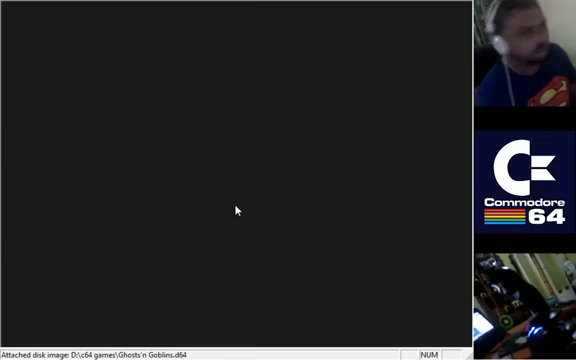 Commodore
64
Attached disk image: D:\c64 games\Ghosts'n Goblins.d64
NUM